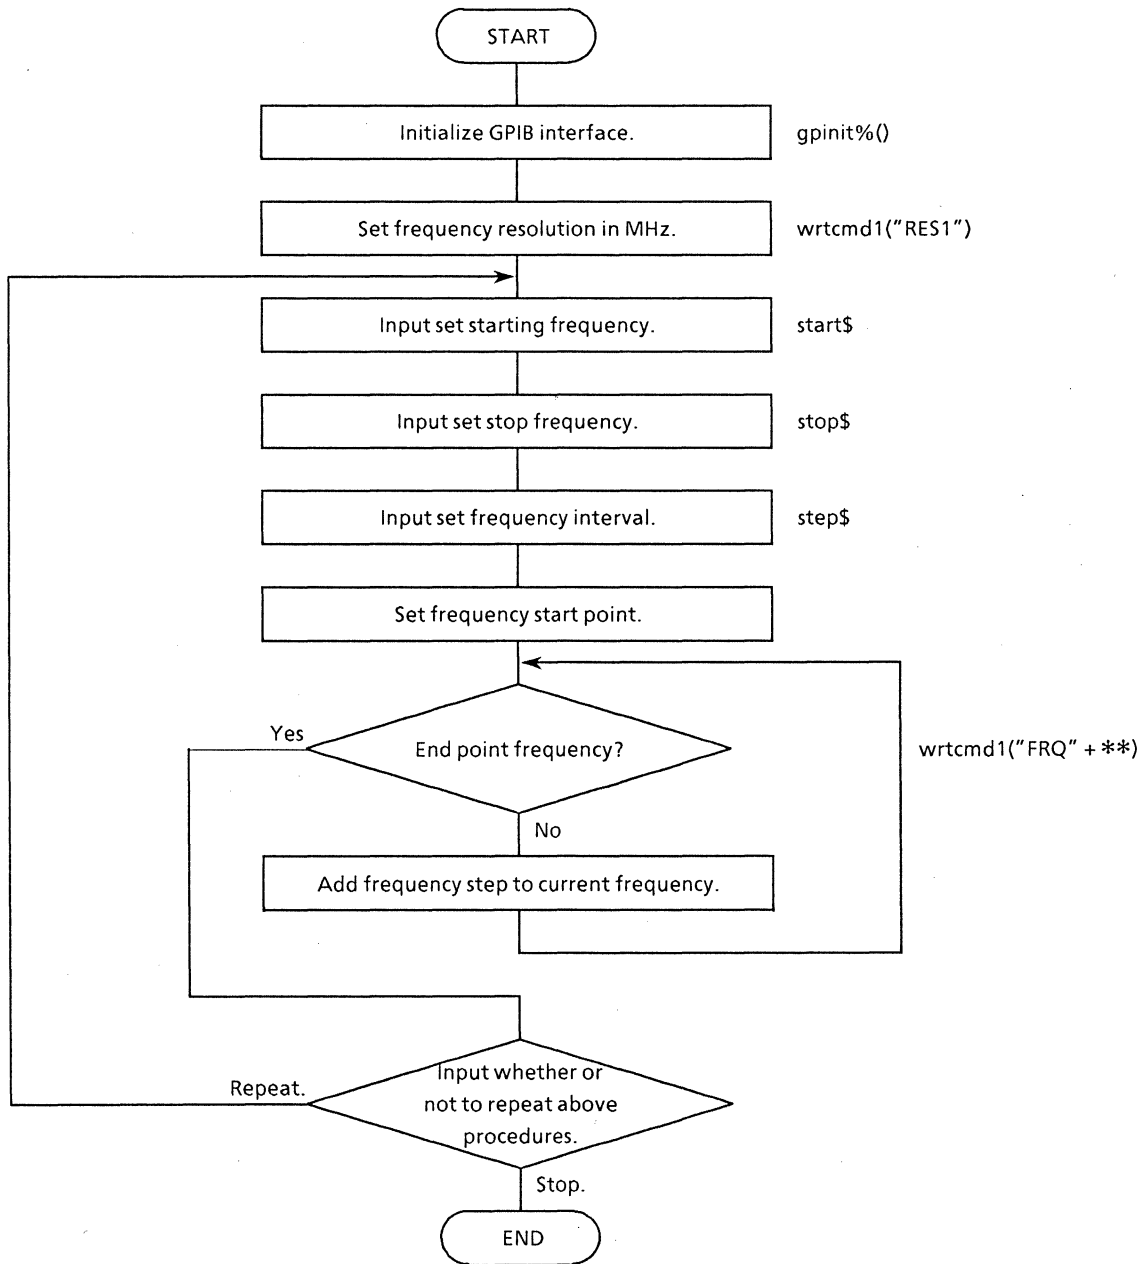 START
Initialize GPIB interface.
gpinit%()
Set frequency resolution in MHz.
wrtcmd1("RES1")
Input set starting frequency.
start$
Input set stop frequency.
stop$
Input set frequency interval.
step$
Set frequency start point.
Yes
End point frequency?
wrtcmd1("FRQ" + **)
No
Add frequency step to current frequency.
Repeat.
Input whether or
not to repeat above
procedures.
Stop.
END